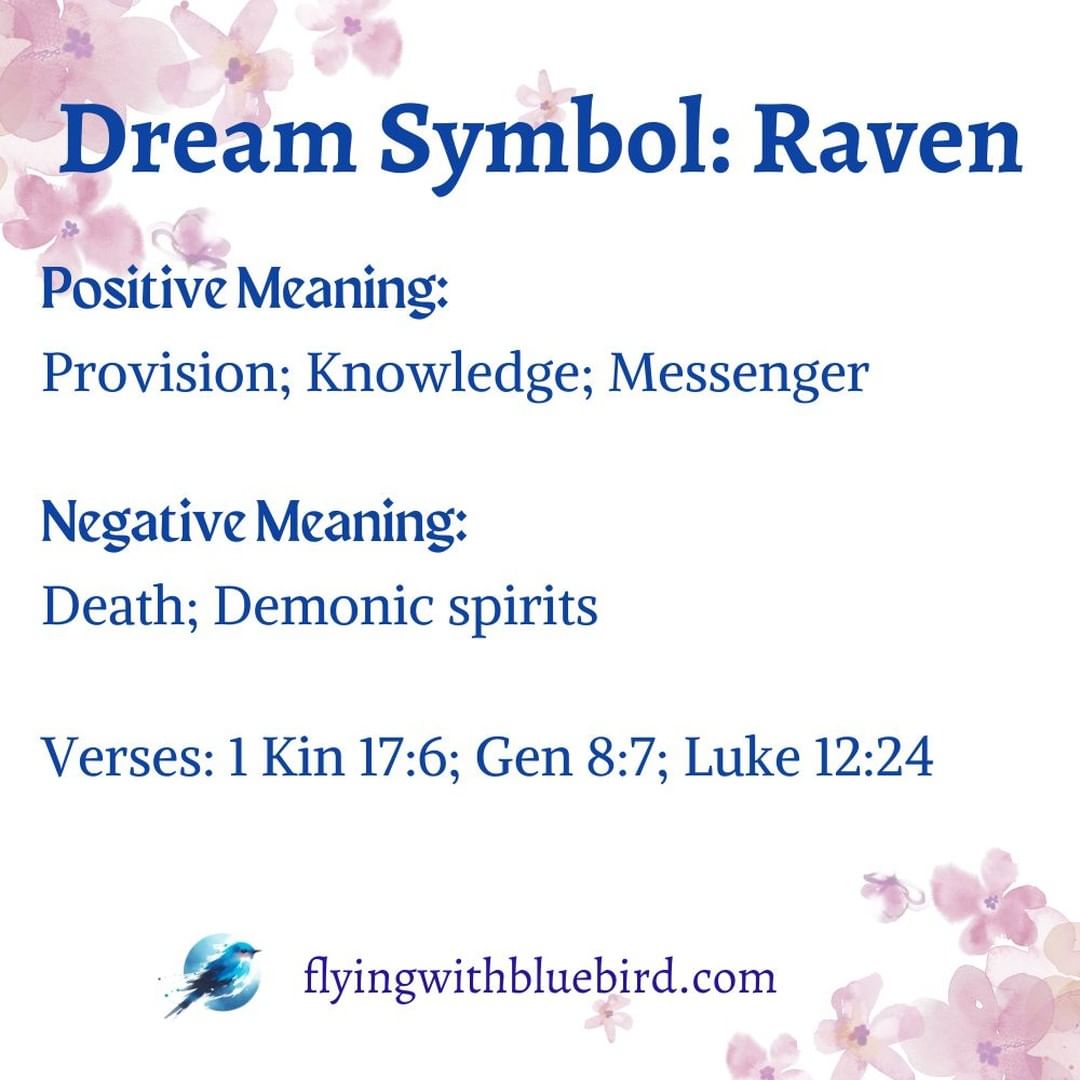 Dream Symbol: Raven
Positive Meaning:
Provision; Knowledge; Messenger
Negative Meaning:
Death; Demonic spirits
Verses: 1 Kin 17:6; Gen 8:7; Luke 12:24
flyingwithbluebird.com